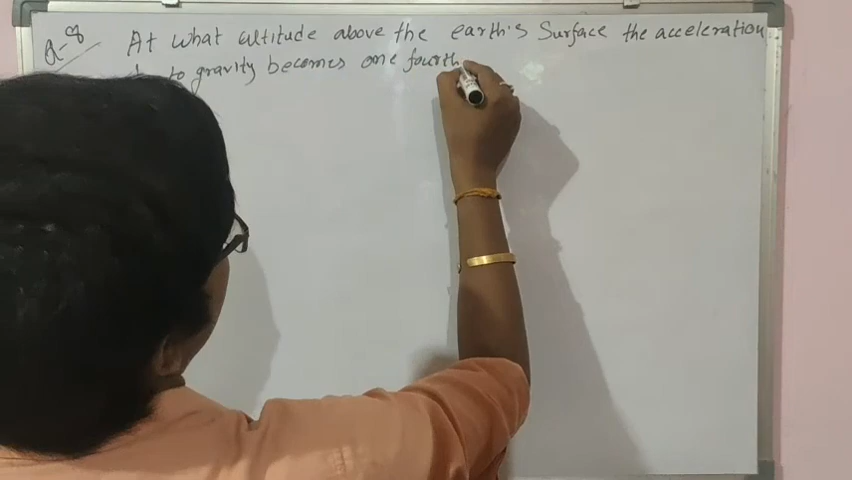 Q-8 At what altitude above the earth's Surface the acceleration
to gravity becomes one fourth